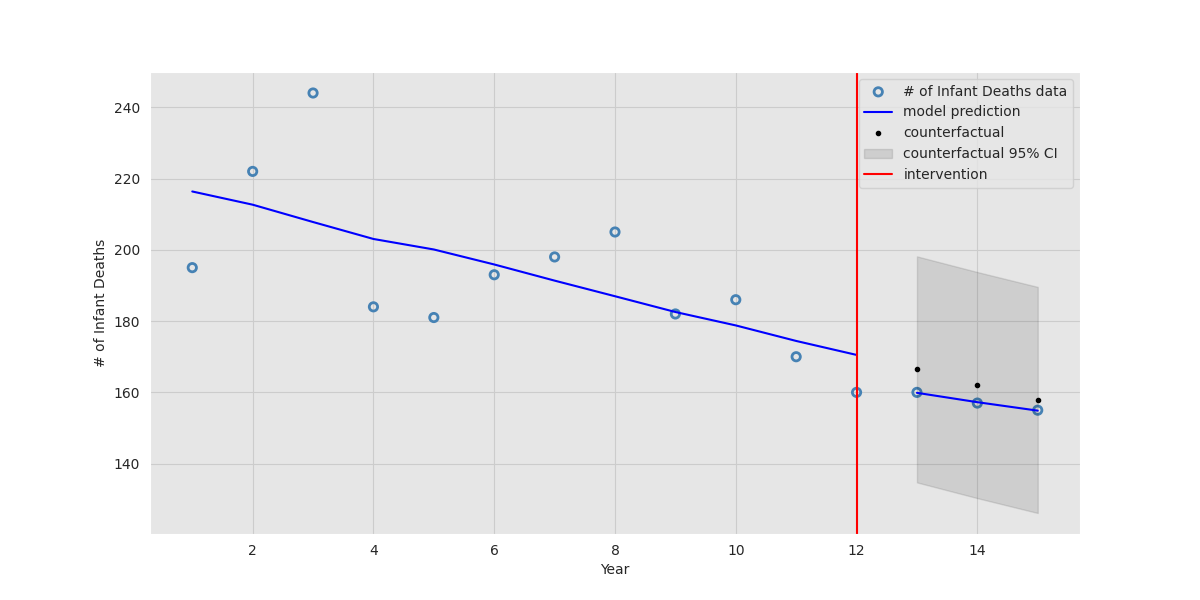 # of Infant Deaths
240
220
200
180
160
140
2
4
6
8
10
12
14
Year
# of Infant Deaths data
model prediction
counterfactual
counterfactual 95% CI
intervention